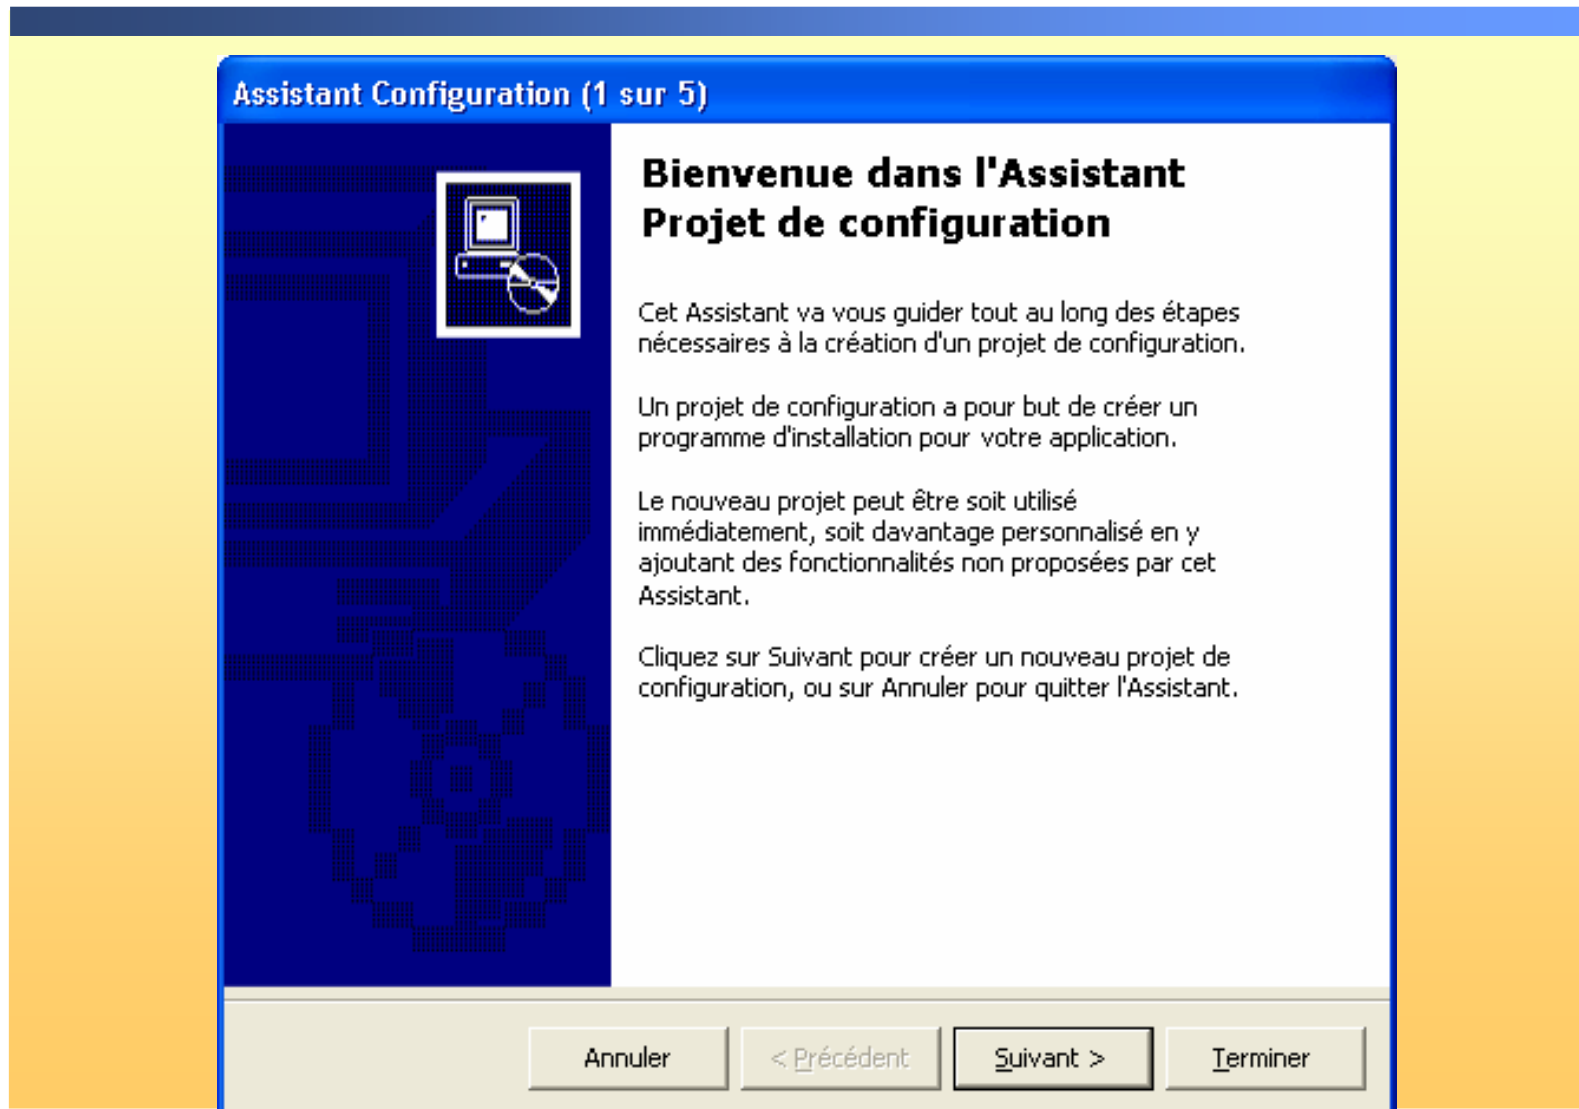 Assistant Configuration (1 sur 5)
Bienvenue dans l'Assistant
Projet de configuration
Cet Assistant va vous guider tout au long des étapes
nécessaires à la création d'un projet de configuration.
Un projet de configuration a pour but de créer un
programme d'installation pour votre application.
Le nouveau projet peut être soit utilisé
immédiatement, soit davantage personnalisé en y
ajoutant des fonctionnalités non proposées par cet
Assistant.
Cliquez sur Suivant pour créer un nouveau projet de
configuration, ou sur Annuler pour quitter l'Assistant.
Annuler < Précédent Suivant > Terminer